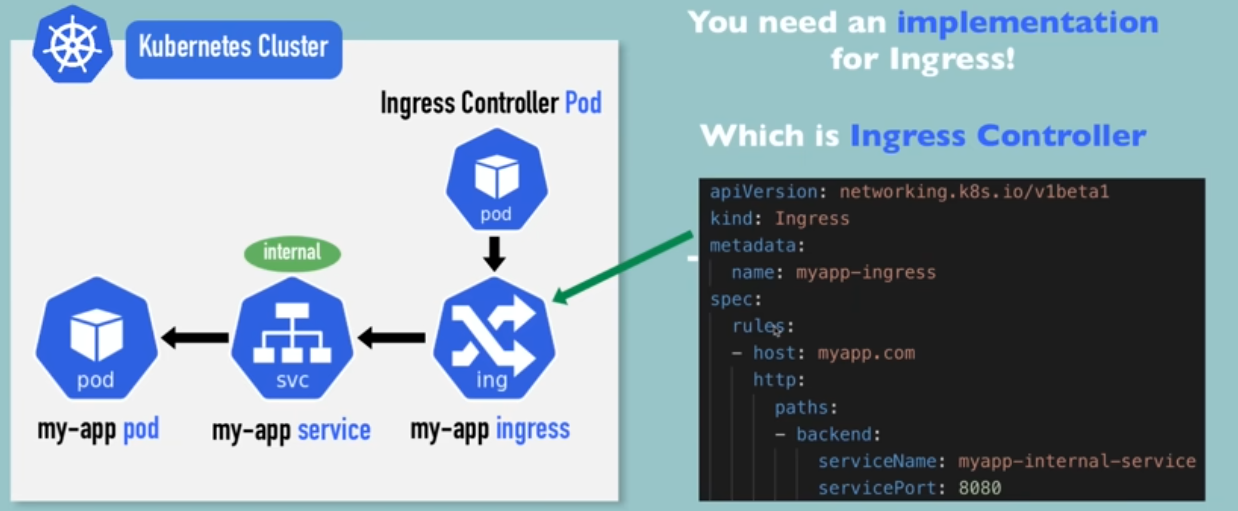 Kubernetes Cluster
Ingress Controller Pod
pod
internal
pod
svc
ing
my-app pod
my-app service
my-app ingress
You need an implementation
for Ingress!
Which is Ingress Controller
apiVersion: networking.k8s.io/v1beta1
kind: Ingress
metadata:
name: myapp-ingress
spec:
rules:
- host: myapp.com
http:
paths:
- backend:
serviceName: myapp-internal-service
servicePort: 8080